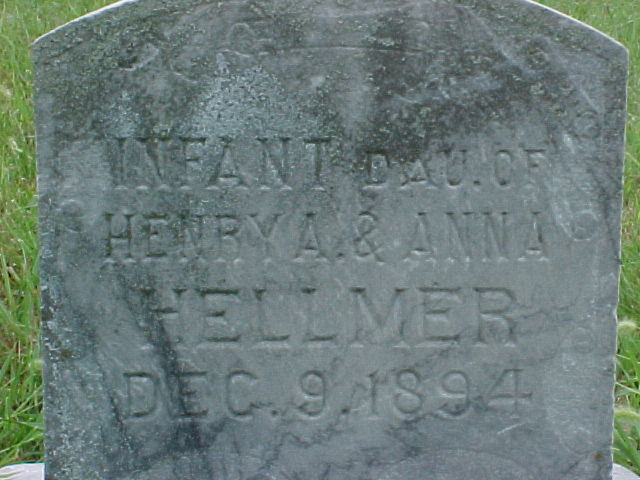 INFANT DAU. OF
HENRY A. & ANNA
HELLMER
DEC. 9, 1894